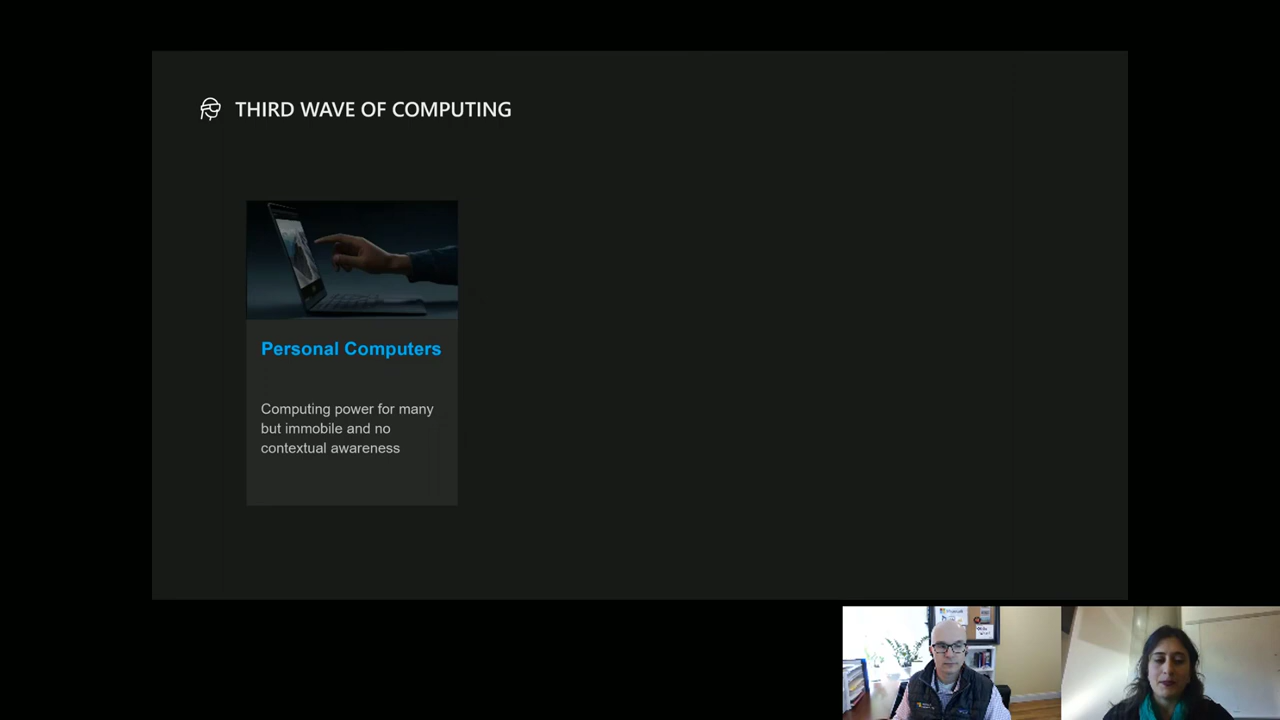 THIRD WAVE OF COMPUTING
Personal Computers
Computing power for many
but immobile and no
contextual awareness